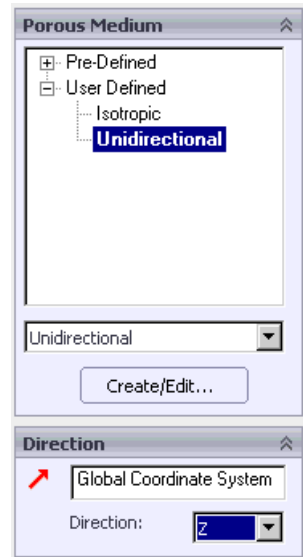 Porous Medium
Pre-Defined
User Defined
Isotropic
Unidirectional
Unidirectional
Create/Edit...
Direction
Global Coordinate System
Direction: Z